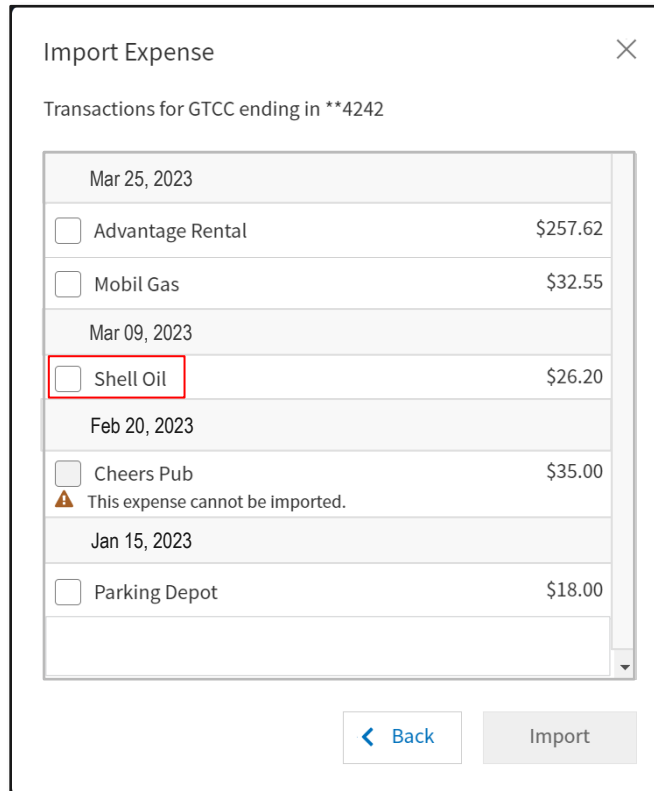 Import Expense
Transactions for GTCC ending in **4242
Mar 25, 2023
Advantage Rental $257.62
Mobil Gas $32.55
Mar 09, 2023
Shell Oil $26.20
Feb 20, 2023
Cheers Pub $35.00
This expense cannot be imported.
Jan 15, 2023
Parking Depot $18.00
Back Import